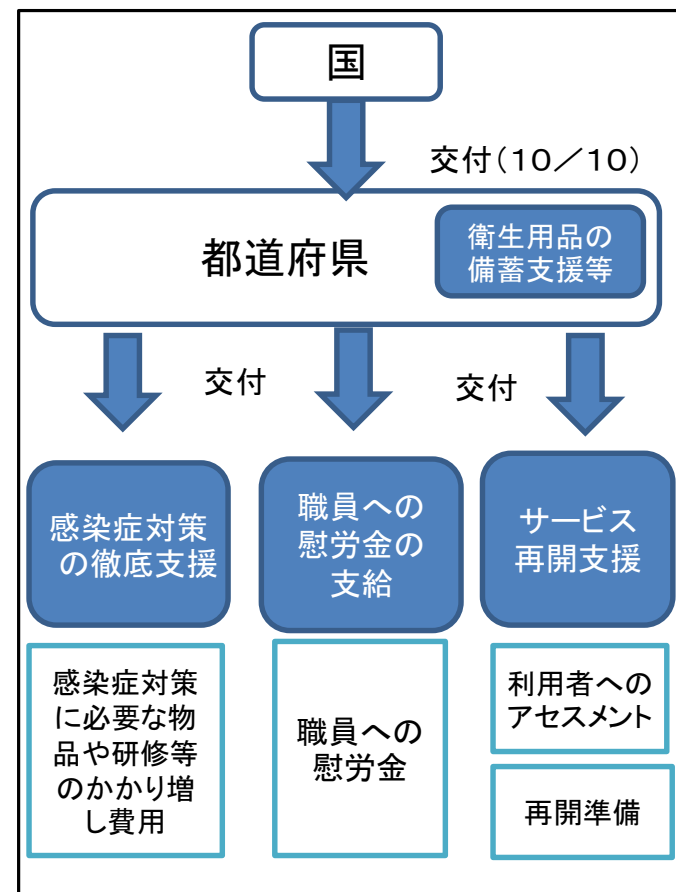 国
交付(10/10)
都道府県
衛生用品の
備蓄支援等
交付
交付
感染症対策
の徹底支援
職員への
慰労金の
支給
サービス
再開支援
感染症対策
に必要な物
品や研修等
のかかり増
し費用
職員への
慰労金
利用者への
アセスメント
再開準備